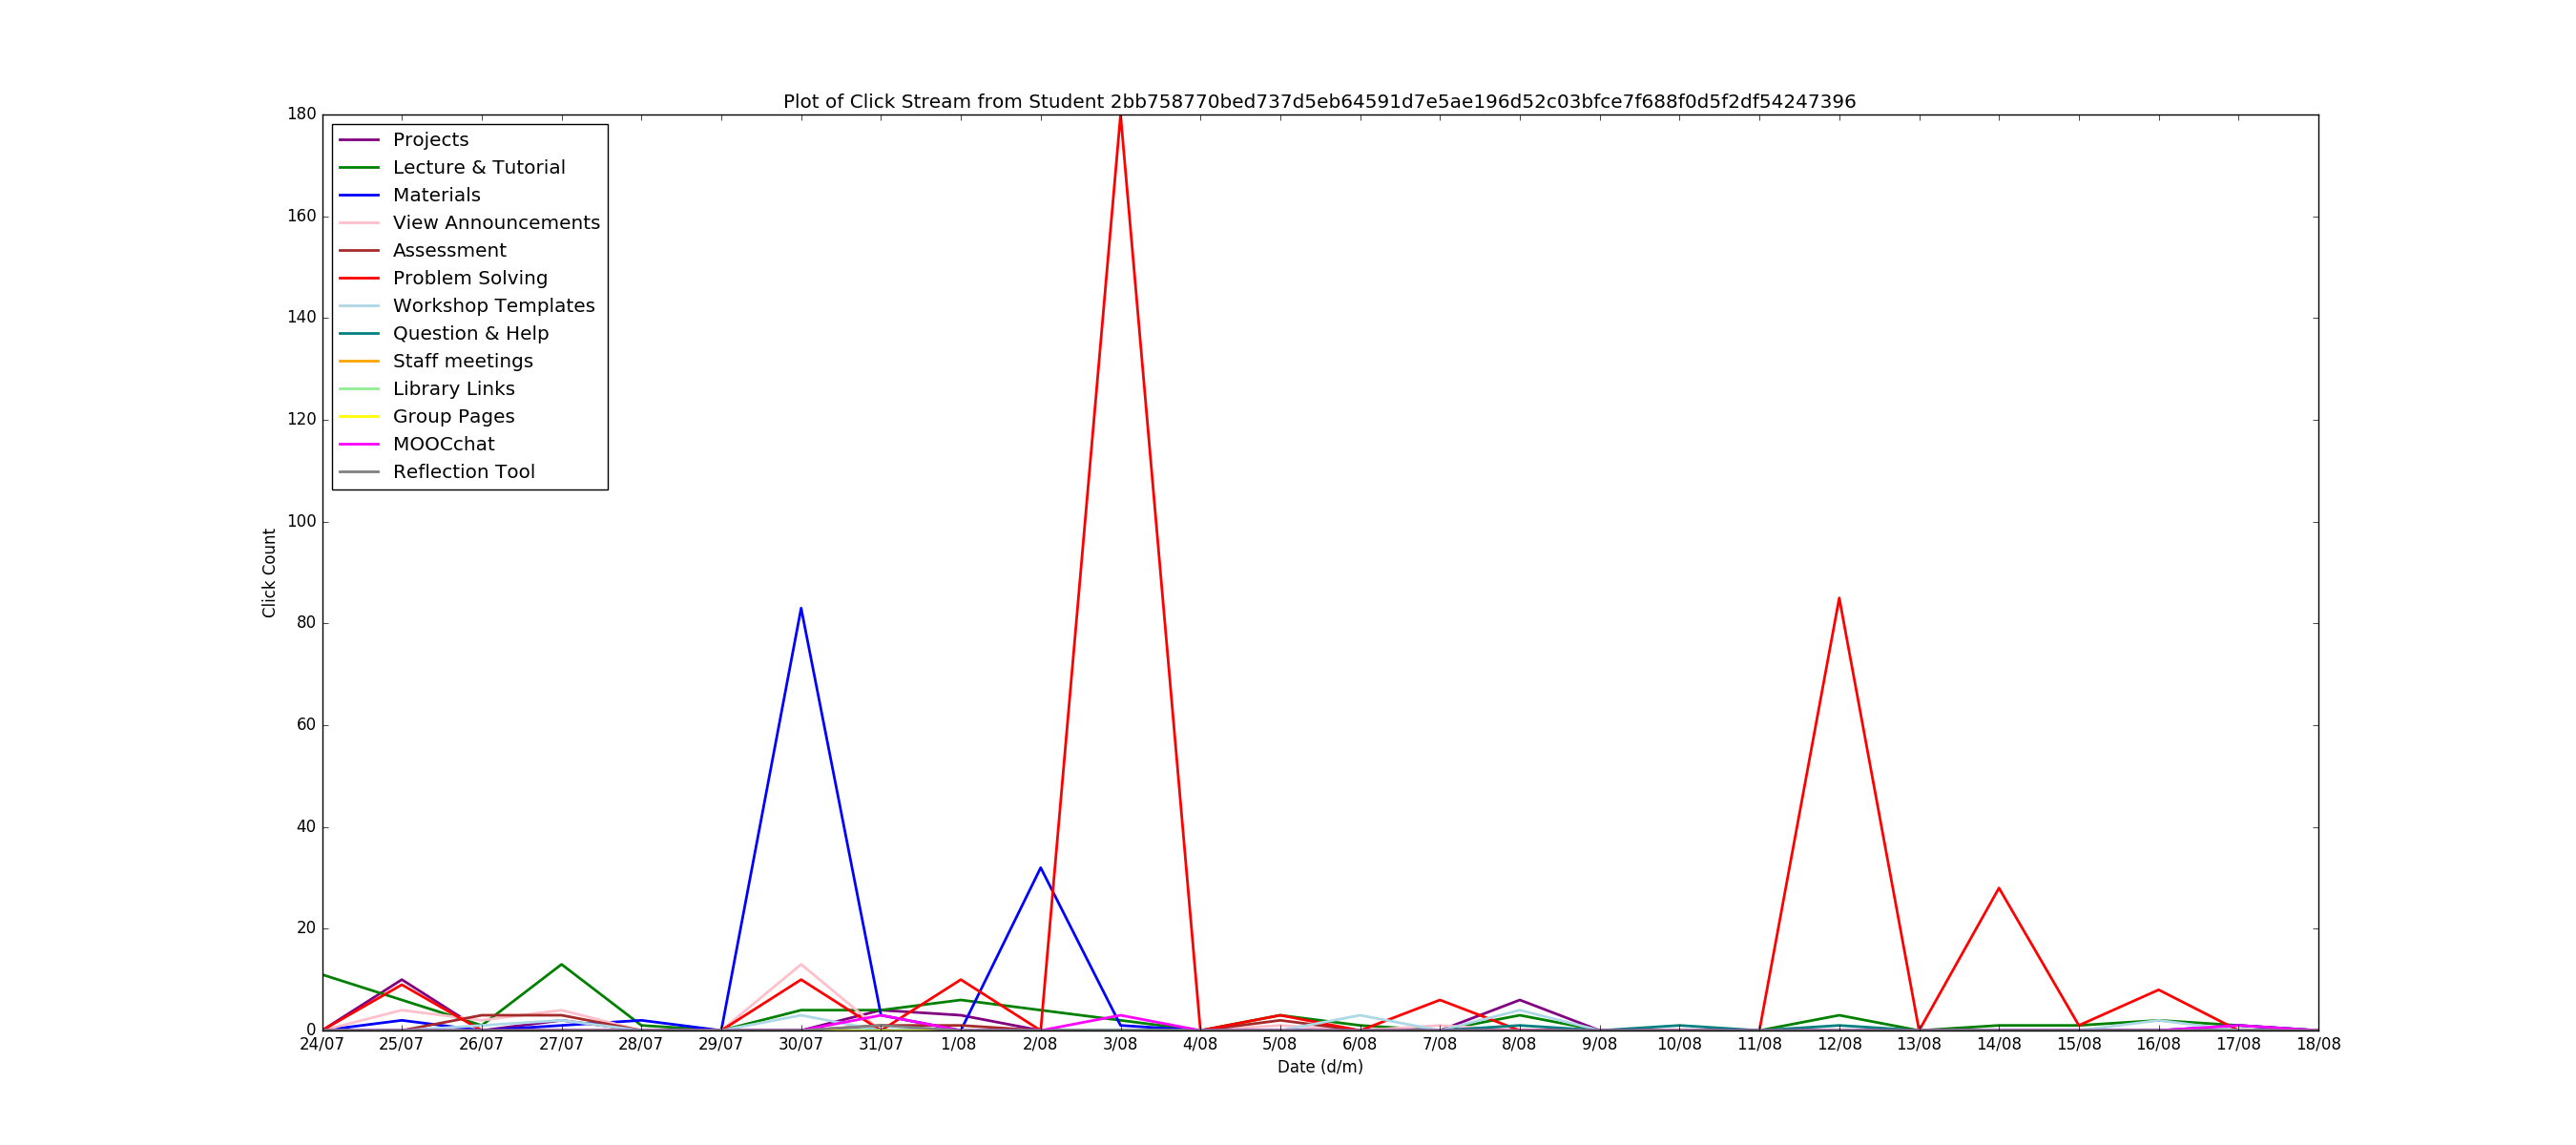 Plot of Click Stream from Student 2bb758770bed737d5eb64591d7e5ae196d52c03bfce7f688f0d5f2df54247396
180
160
140
120
100
80
60
40
20
0
Click Count
Projects
Lecture & Tutorial
Materials
View Announcements
Assessment
Problem Solving
Workshop Templates
Question & Help
Staff meetings
Library Links
Group Pages
MOOCchat
Reflection Tool
24/07 25/07 26/07 27/07 28/07 29/07 30/07 31/07 1/08 2/08 3/08 4/08 5/08 6/08 7/08 8/08 9/08 10/08 11/08 12/08 13/08 14/08 15/08 16/08 17/08 18/08
Date (d/m)